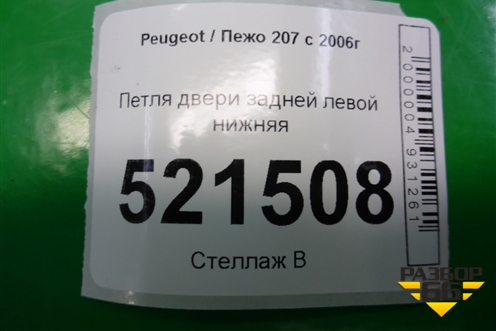 Peugeot / Пежо 207 с 2006г
Петля двери задней левой
нижняя
521508
Стеллаж В
2000004931261
РАЗБОР
66